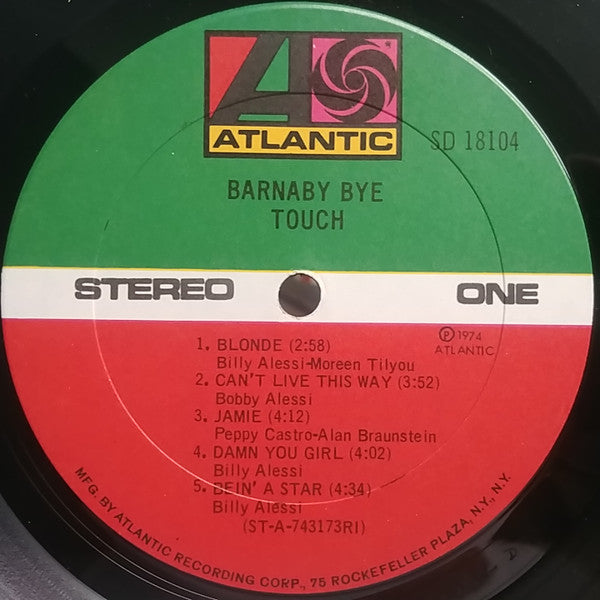 ATLANTIC
®
SD 18104
BARNABY BYE
TOUCH
STEREO ONE
℗ 1974
ATLANTIC
1. BLONDE (2:58)
Billy Alessi-Moreen Tilyou
2. CAN'T LIVE THIS WAY (3:52)
Bobby Alessi
3. JAMIE (4:12)
Peppy Castro-Alan Braunstein
4. DAMN YOU GIRL (4:02)
Billy Alessi
5. BEIN' A STAR (4:34)
Billy Alessi
(ST-A-743173RI)
MFG. BY ATLANTIC RECORDING CORP., 75 ROCKEFELLER PLAZA, N.Y., N.Y.
D